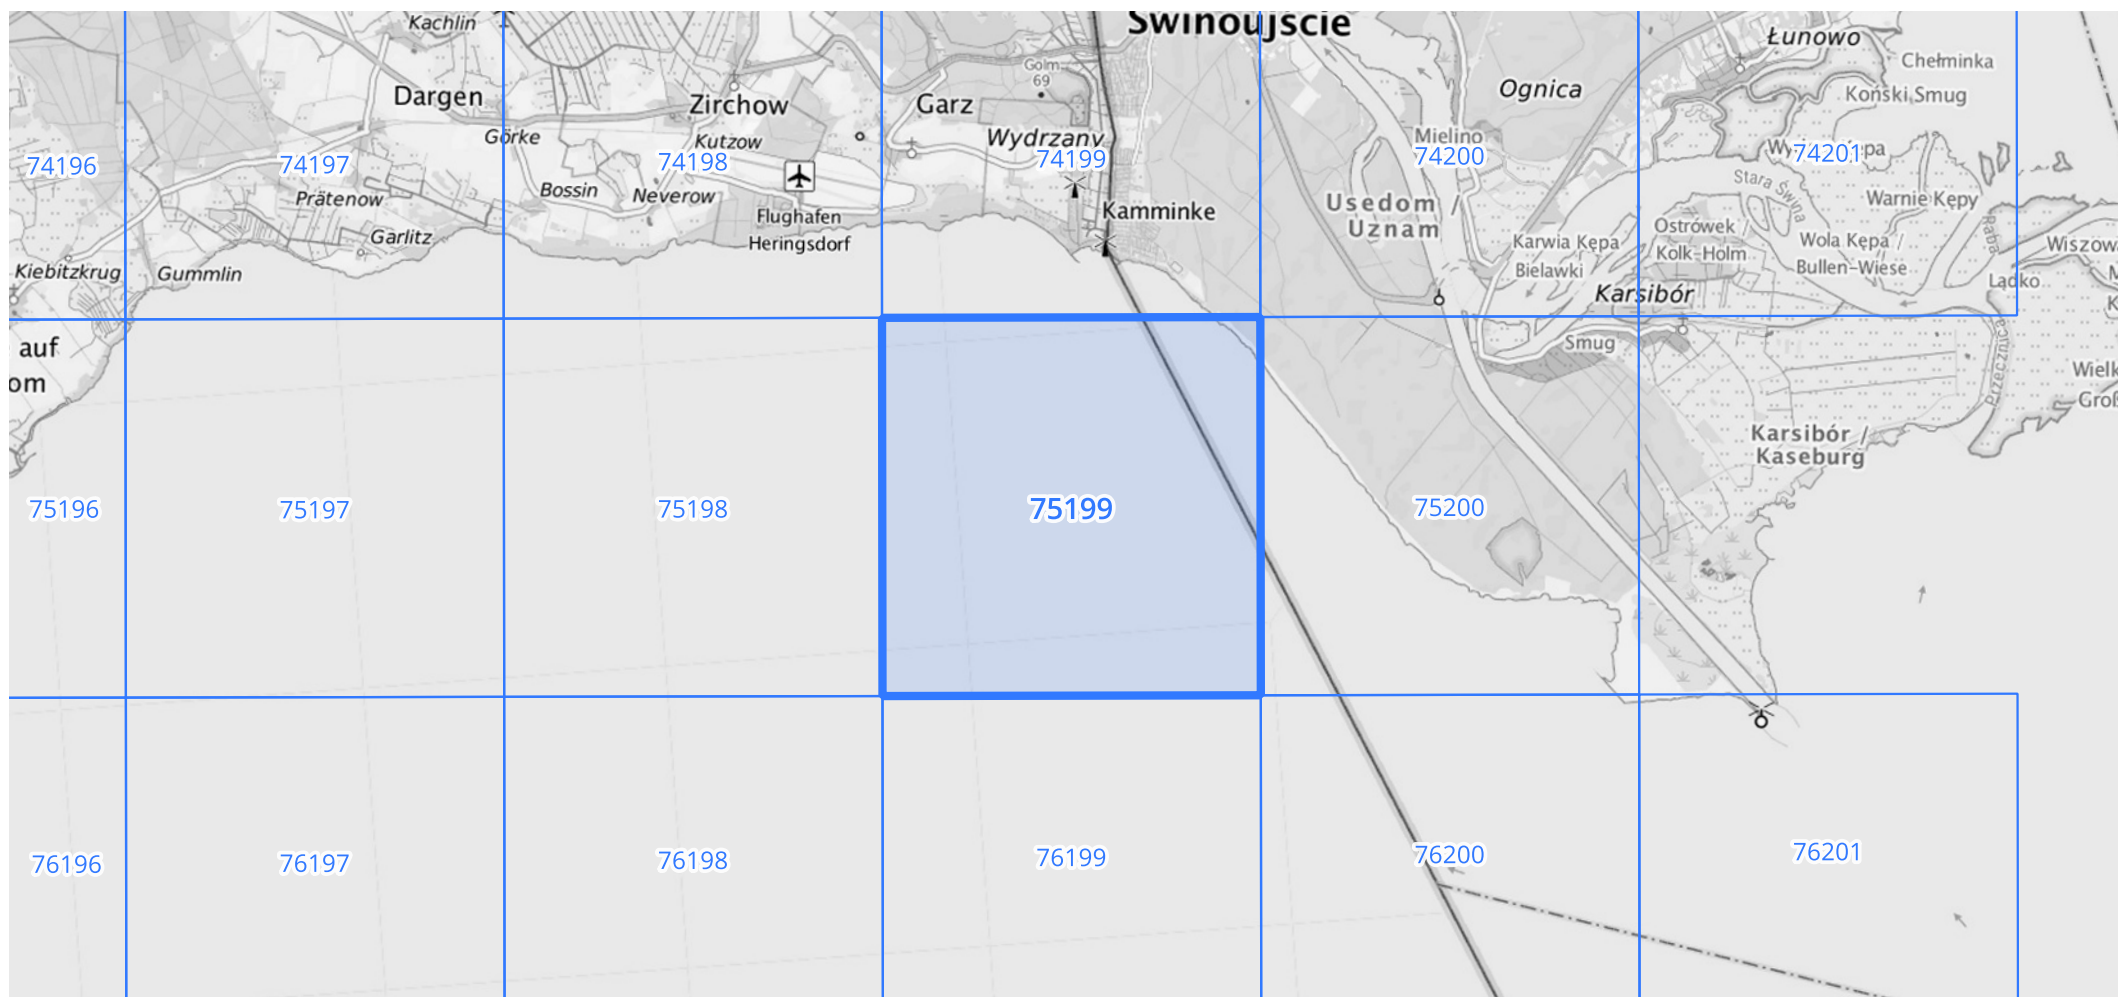 Kachlin
Świnoujście
Łunowo
Chełminka
Golm
69
Dargen
Zirchow
Garz
Ognica
Koński Smug
Görke
Kutzow
Wydrzany
Mielino
74196
74197
74198
74199
74200
74201
Prätenow
Bossin
Neverow
Stara Świna
Warnie Kępy
Flughafen
Heringsdorf
Kamminke
Usedom /
Uznam
Ostrówek /
Kolk-Holm
Raba
Garlitz
Karwia Kępa
Bielawki
Wola Kępa /
Bullen-Wiese
Kiebitzkrug
Gummlin
Karsibór
Lądko
auf
Smug
Przecznica
Karsibór /
Kaseburg
75196
75197
75198
75199
75200
76196
76197
76198
76199
76200
76201